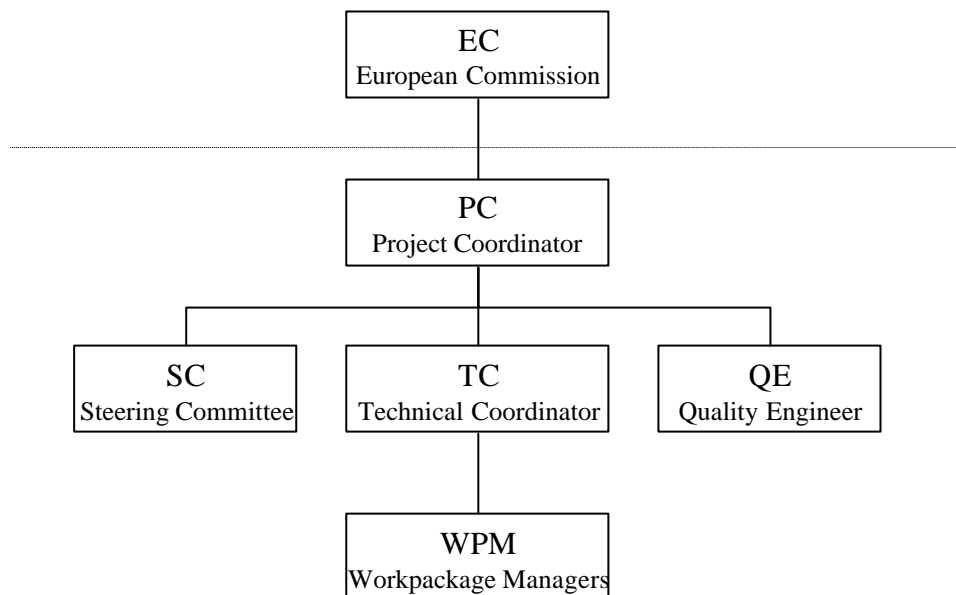 EC
European Commission
PC
Project Coordinator
SC
Steering Committee
TC
Technical Coordinator
QE
Quality Engineer
WPM
Workpackage Managers